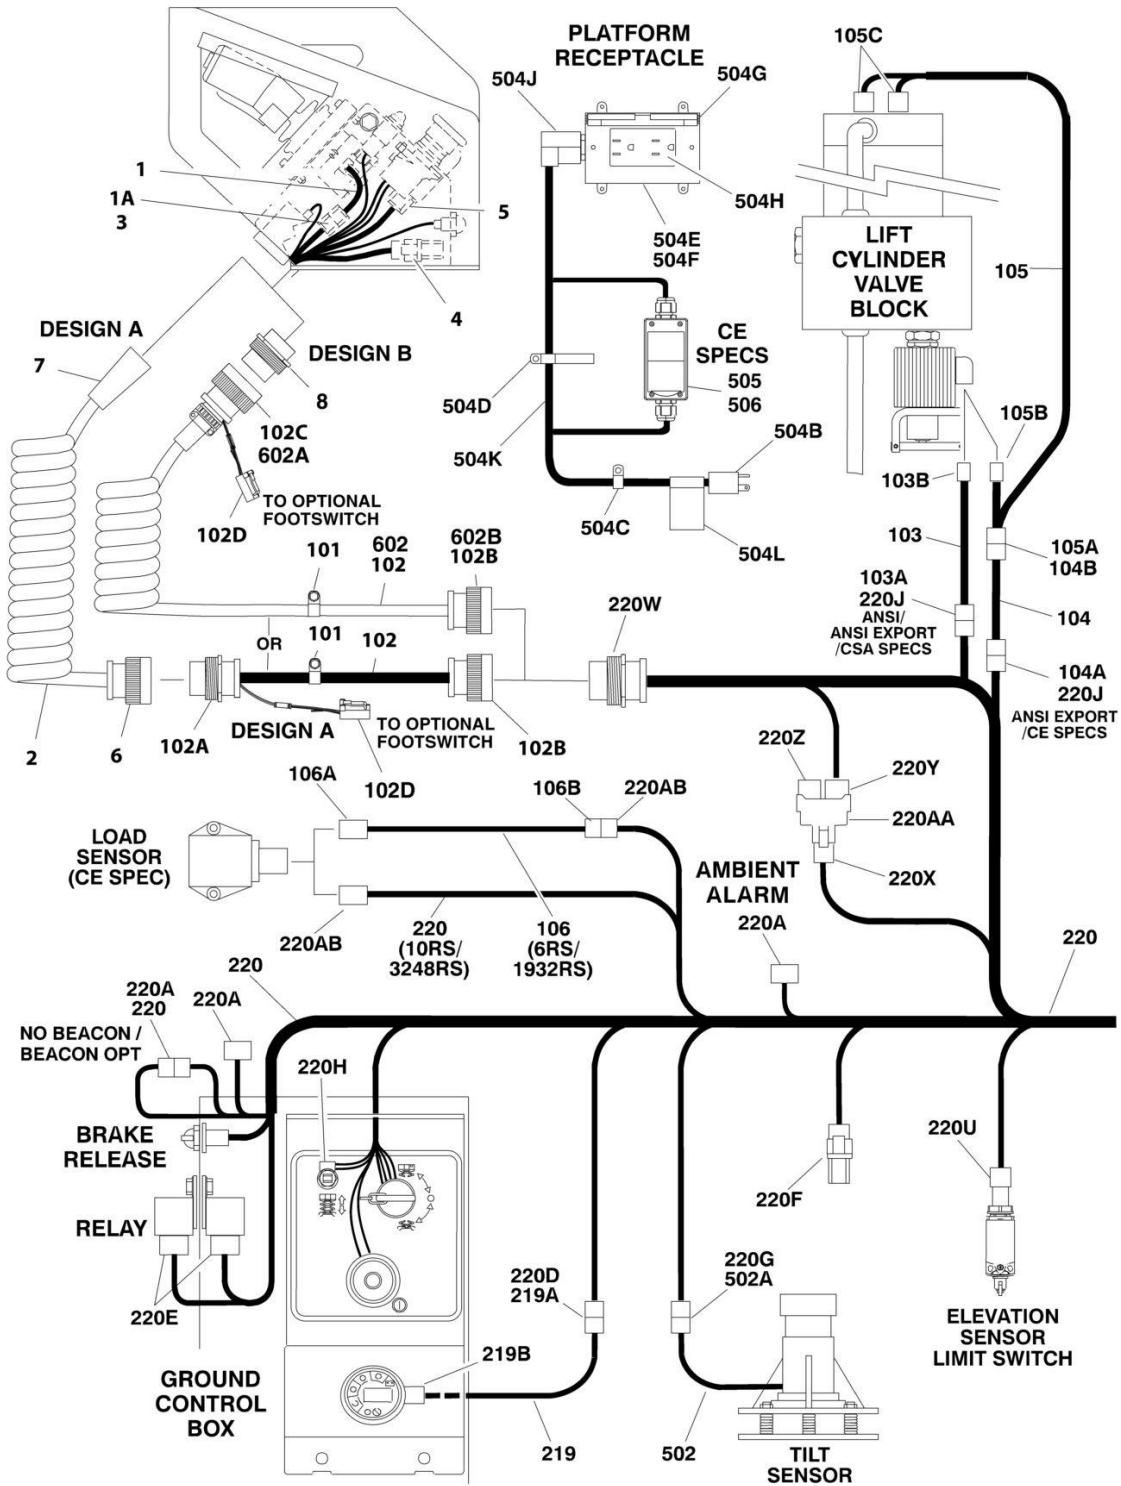 PLATFORM
RECEPTACLE
105C
504J
504G
1
1A
3
5
504H
504E
504F
LIFT
CYLINDER
VALVE
BLOCK
105
4
DESIGN A
7
DESIGN B
8
CE
SPECS
505
506
504D
102C
602A
504B
105B
504K
103B
TO OPTIONAL
FOOTSWITCH
102D
504C
504L
101
602
102
602B
102B
103
105A
104B
103A
220J
ANSI/
ANSI EXPORT
/CSA SPECS
220W
104
OR
101
102
104A
220J
ANSI EXPORT
/CE SPECS
2
6
102A
DESIGN A
TO OPTIONAL
FOOTSWITCH
102B
102D
220Z
220Y
106A
106B
220AB
220AA
LOAD
SENSOR
(CE SPEC)
AMBIENT
ALARM
220X
220AB
220
(10RS/
3248RS)
106
(6RS/
1932RS)
220A
220
220
220A
220
220A
NO BEACON /
BEACON OPT
220H
BRAKE
RELEASE
220U
220F
RELAY
220E
220D
219A
220G
502A
ELEVATION
SENSOR
LIMIT SWITCH
219B
GROUND
CONTROL
BOX
219
502
TILT
SENSOR